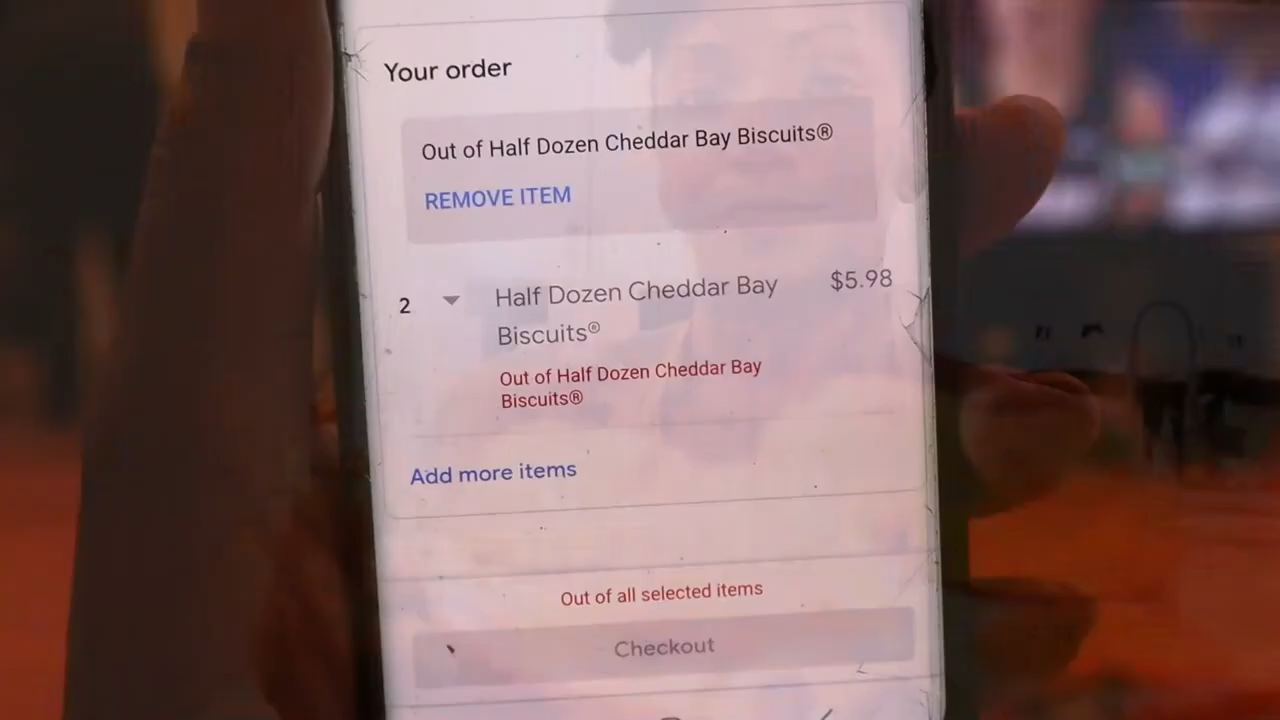 Your order
Out of Half Dozen Cheddar Bay Biscuits®
REMOVE ITEM
2 Half Dozen Cheddar Bay $5.98
Biscuits®
Out of Half Dozen Cheddar Bay
Biscuits®
Add more items
Out of all selected items
Checkout